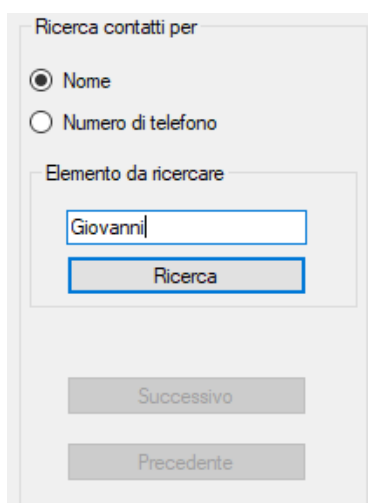 Ricerca contatti per
Nome
Numero di telefono
Elemento da ricercare
Giovanni
Ricerca
Successivo
Precedente